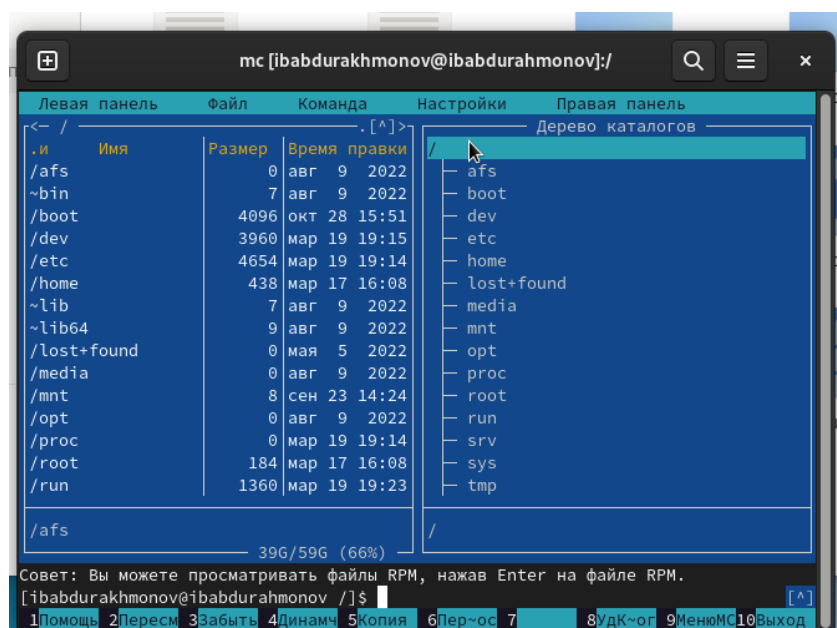 mc [ibabdurakhmonov@ibabdurahmonov]:/
Левая панель Файл Команда Настройки Правая панель
<— / .[^]> Дерево каталогов
.и Имя Размер Время правки /
/afs 0 авг 9 2022 afs
~bin 7 авг 9 2022 boot
/boot 4096 окт 28 15:51 dev
/dev 3960 мар 19 19:15 etc
/etc 4654 мар 19 19:14 home
/home 438 мар 17 16:08 lost+found
~lib 7 авг 9 2022 media
~lib64 9 авг 9 2022 mnt
/lost+found 0 мая 5 2022 opt
/media 0 авг 9 2022 proc
/mnt 8 сен 23 14:24 root
/opt 0 авг 9 2022 run
/proc 0 мар 19 19:14 srv
/root 184 мар 17 16:08 sys
/run 1360 мар 19 19:23 tmp
/afs /
39G/59G (66%)
Совет: Вы можете просматривать файлы RPM, нажав Enter на файле RPM.
[ibabdurakhmonov@ibabdurahmonov /]$ [^]
1Помощь 2Пересм 3Забыть 4Динамч 5Копия 6Пер~ос 7 8УдК~ог 9МенюMC 10Выход